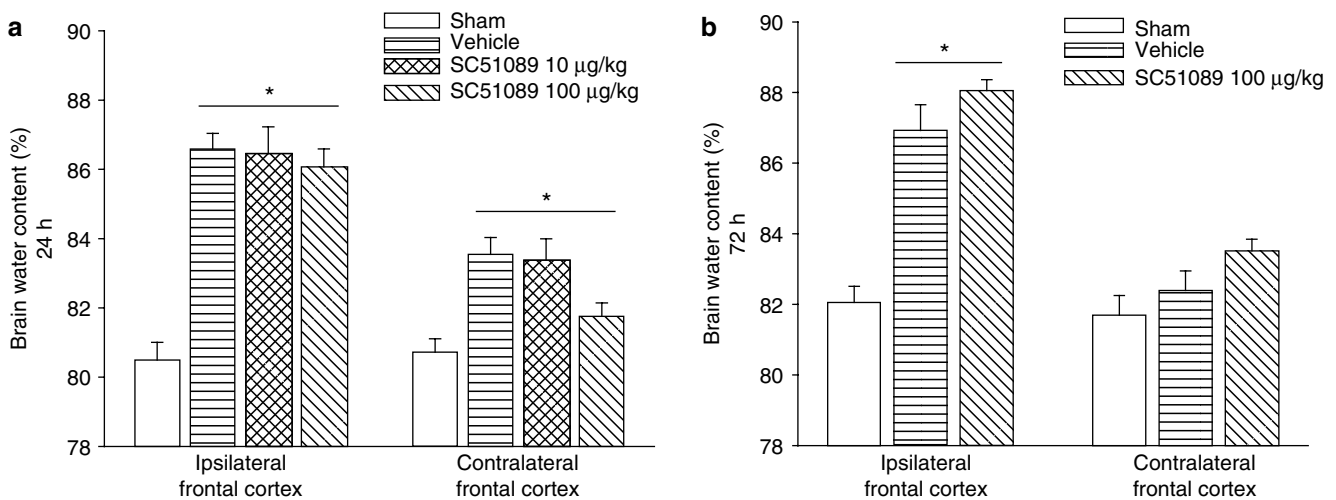 a
90
88
86
84
82
80
78
Brain water content (%)
24 h
Sham
Vehicle
SC51089 10 μg/kg
SC51089 100 μg/kg
*
*
Ipsilateral
frontal cortex
Contralateral
frontal cortex
b
90
88
86
84
82
80
78
Brain water content (%)
72 h
Sham
Vehicle
SC51089 100 μg/kg
*
Ipsilateral
frontal cortex
Contralateral
frontal cortex